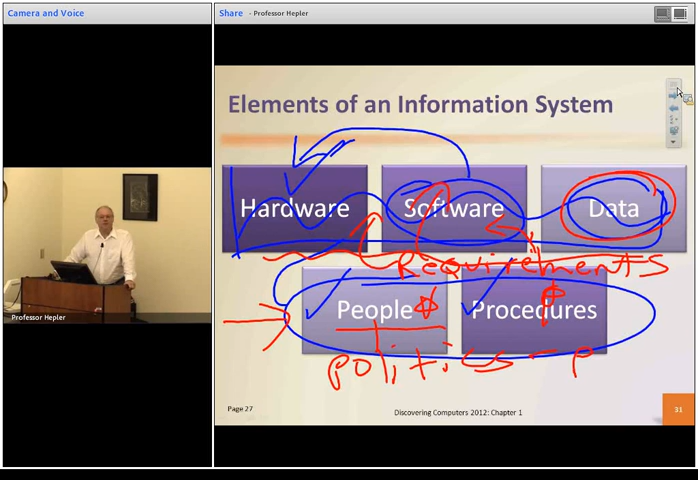 Camera and Voice
Share - Professor Hepler
Elements of an Information System
Hardware
Software
Data
Requirements
People
Procedures
politics - p
Professor Hepler
Page 27
Discovering Computers 2012: Chapter 1
31